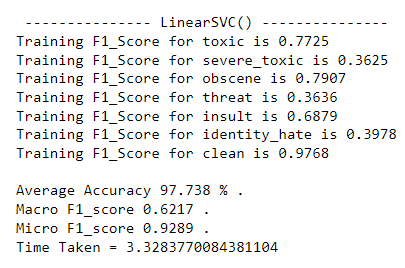 --------------- LinearSVC() ---------------
Training F1_Score for toxic is 0.7725
Training F1_Score for severe_toxic is 0.3625
Training F1_Score for obscene is 0.7907
Training F1_Score for threat is 0.3636
Training F1_Score for insult is 0.6879
Training F1_Score for identity_hate is 0.3978
Training F1_Score for clean is 0.9768
Average Accuracy 97.738 % .
Macro F1_score 0.6217 .
Micro F1_score 0.9289 .
Time Taken = 3.3283770084381104